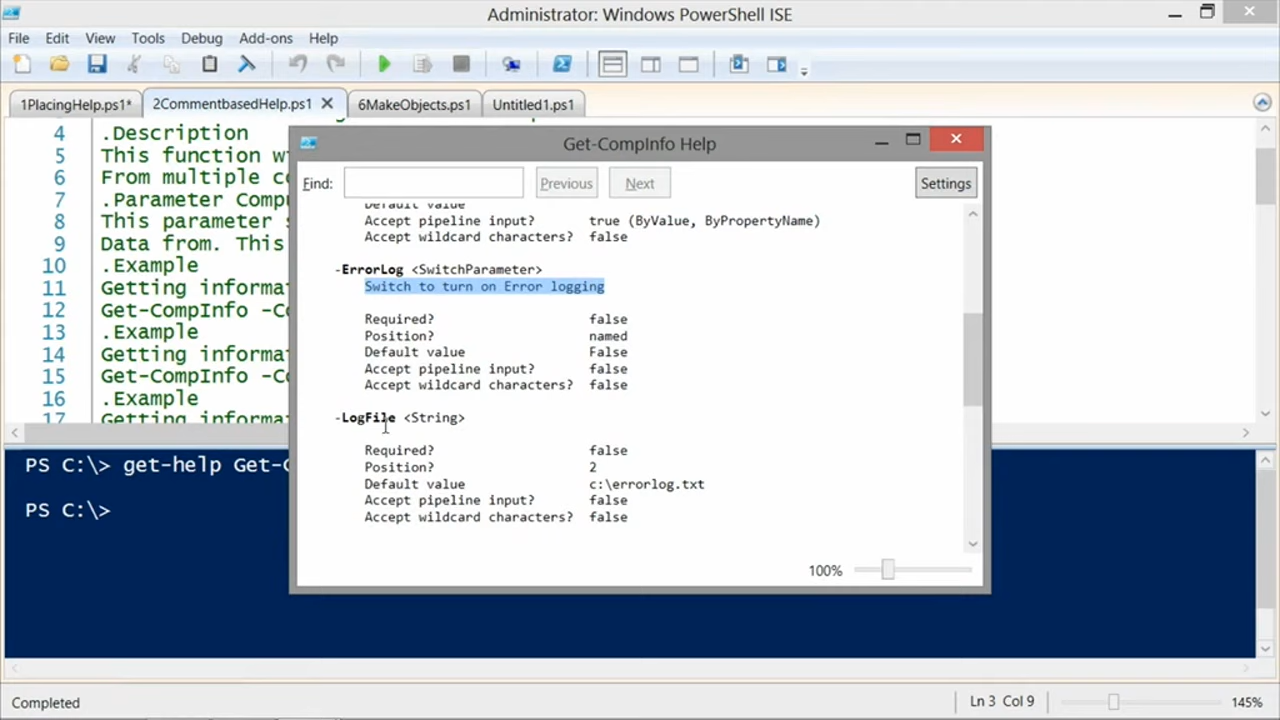 Administrator: Windows PowerShell ISE
File Edit View Tools Debug Add-ons Help
1PlacingHelp.ps1* 2CommentbasedHelp.ps1 6MakeObjects.ps1 Untitled1.ps1
4 .Description
5 This function
6 From multiple
7 .Parameter
8 This parameter
9 Data from. This
10 .Example
11 Getting
12 Get-CompInfo
13 .Example
14 Getting
15 Get-CompInfo
16 .Example
17 Getting
Get-CompInfo Help
Find: Previous Next Settings
Default value
Accept pipeline input? true (ByValue, ByPropertyName)
Accept wildcard characters? false
-ErrorLog <SwitchParameter>
Switch to turn on Error logging
Required? false
Position? named
Default value False
Accept pipeline input? false
Accept wildcard characters? false
-LogFile <String>
Required? false
Position? 2
Default value c:\errorlog.txt
Accept pipeline input? false
Accept wildcard characters? false
100%
PS C:\> get-help
PS C:\>
Completed Ln 3 Col 9 145%